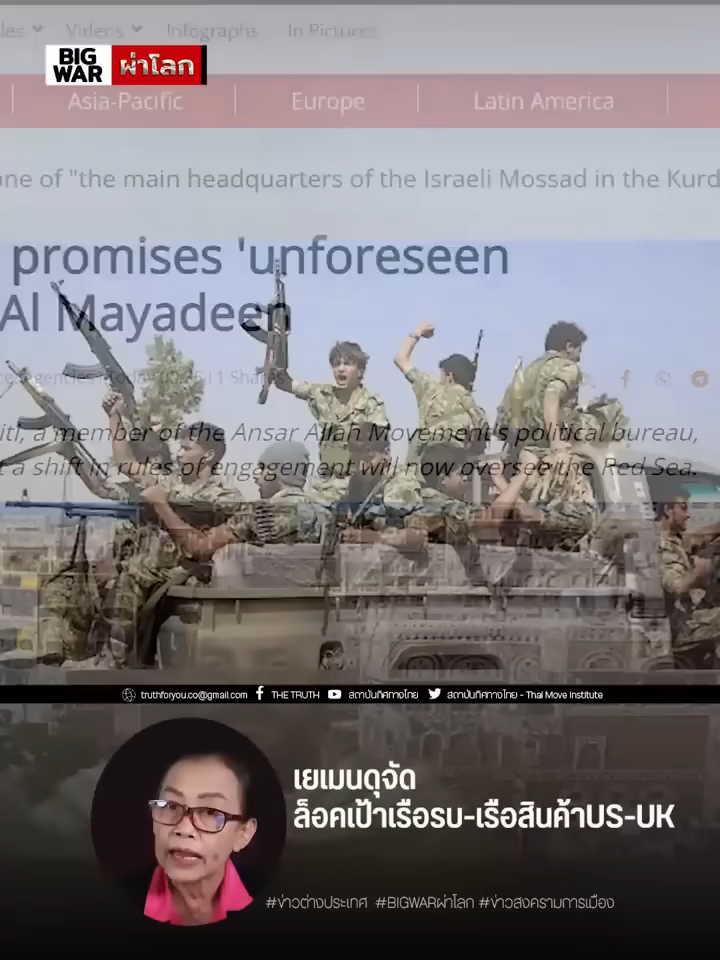 Videos
Infographs
In Pictures
BIG WAR ผ่าโลก
Asia-Pacific
Europe
Latin America
one of "the main headquarters of the Israeli Mossad in the Kurd
promises 'unforeseen
Al Mayadeen
a member of the Ansar Allah Movement's political bureau,
t a shift in rules of engagement will now oversee the Red Sea.
truthforyou.co@gmail.com THE TRUTH สถาบันทิศทางไทย สถาบันทิศทางไทย - Thai Move Institute
เยเมนดุจัด
ล็อคเป้าเรือรบ-เรือสินค้าUS-UK
#ข่าวต่างประเทศ #BIGWARผ่าโลก #ข่าวสงครามการเมือง